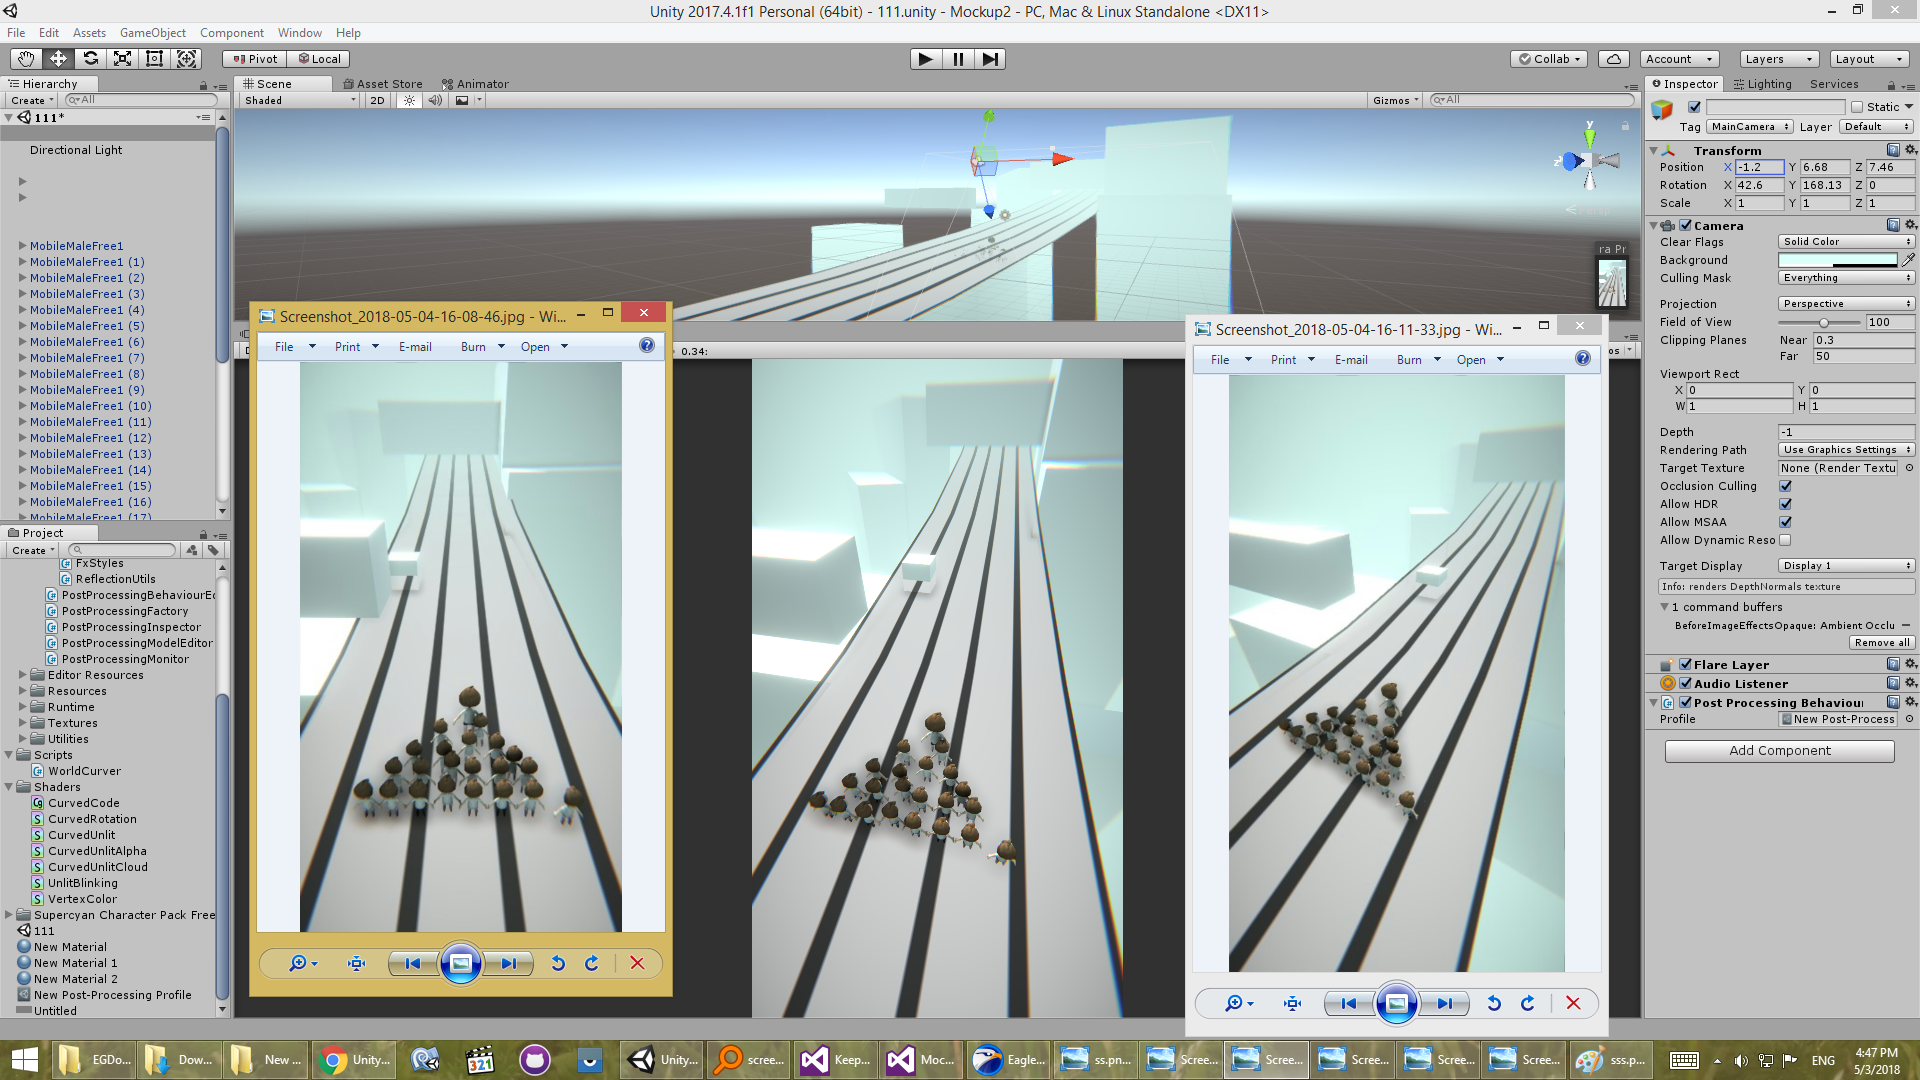 Unity 2017.4.1f1 Personal (64bit) - 111.unity - Mockup2 - PC, Mac & Linux Standalone <DX11>
File Edit Assets GameObject Component Window Help
Pivot Local Collab Account Layers Layout
Hierarchy
Create All
111*
Directional Light
MobileMaleFree1
MobileMaleFree1 (1)
MobileMaleFree1 (2)
MobileMaleFree1 (3)
MobileMaleFree1 (4)
MobileMaleFree1 (5)
MobileMaleFree1 (6)
MobileMaleFree1 (7)
MobileMaleFree1 (8)
MobileMaleFree1 (9)
MobileMaleFree1 (10)
MobileMaleFree1 (11)
MobileMaleFree1 (12)
MobileMaleFree1 (13)
MobileMaleFree1 (14)
MobileMaleFree1 (15)
MobileMaleFree1 (16)
MobileMaleFree1 (17)
Project
Create
FxStyles
ReflectionUtils
PostProcessingBehaviourEc
PostProcessingFactory
PostProcessingInspector
PostProcessingModelEditor
PostProcessingMonitor
Editor Resources
Resources
Runtime
Textures
Utilities
Scripts
WorldCurver
Shaders
CurvedCode
CurvedRotation
CurvedUnlit
CurvedUnlitAlpha
CurvedUnlitCloud
UnlitBlinking
VertexColor
Supercyan Character Pack Free
111
New Material
New Material 1
New Material 2
New Post-Processing Profile
Untitled
Scene Asset Store Animator
Shaded 2D Gizmos All
y
z
Persp
ra Pr
0.34:
Screenshot_2018-05-04-16-08-46.jpg - Wi...
File Print E-mail Burn Open
Screenshot_2018-05-04-16-11-33.jpg - Wi...
File Print E-mail Burn Open
Inspector Lighting Services
Static
Tag MainCamera Layer Default
Transform
Position X -1.2 Y 6.68 Z 7.46
Rotation X 42.6 Y 168.13 Z 0
Scale X 1 Y 1 Z 1
Camera
Clear Flags Solid Color
Background
Culling Mask Everything
Projection Perspective
Field of View 100
Clipping Planes Near 0.3
Far 50
Viewport Rect
X 0 Y 0
W 1 H 1
Depth -1
Rendering Path Use Graphics Settings
Target Texture None (Render Textu
Occlusion Culling
Allow HDR
Allow MSAA
Allow Dynamic Reso
Target Display Display 1
Info: renders DepthNormals texture
1 command buffers
BeforeImageEffectsOpaque: Ambient Occlu
Remove all
Flare Layer
Audio Listener
Post Processing Behaviour
Profile New Post-Process
Add Component
EGDo... Dow... New ... Unity... 321 Unity... scree... Keep... Moc... Eagle... ss.pn... Scree... Scree... Scree... Scree... Scree... sss.p... ENG
4:47 PM
5/3/2018